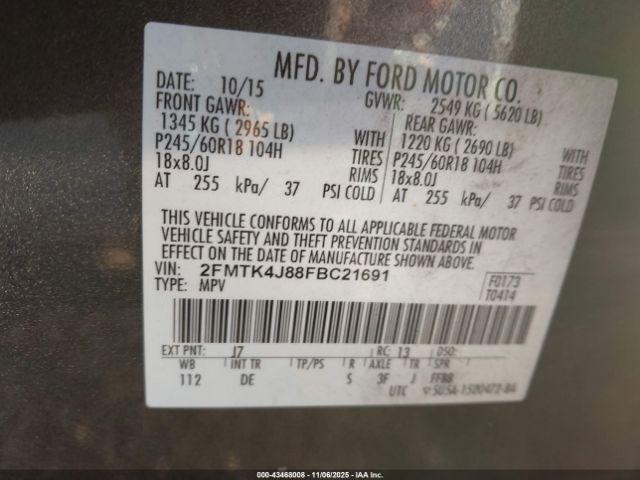 MFD. BY FORD MOTOR CO.
DATE: 10/15 GVWR: 2549 KG ( 5620 LB)
FRONT GAWR: REAR GAWR:
1345 KG ( 2965 LB) WITH 1220 KG ( 2690 LB) WITH
P245/60R18 104H TIRES P245/60R18 104H TIRES
18x8.0J RIMS 18x8.0J RIMS
AT 255 kPa/ 37 PSI COLD AT 255 kPa/ 37 PSI COLD
THIS VEHICLE CONFORMS TO ALL APPLICABLE FEDERAL MOTOR
VEHICLE SAFETY AND THEFT PREVENTION STANDARDS IN
EFFECT ON THE DATE OF MANUFACTURE SHOWN ABOVE.
VIN: 2FMTK4J88FBC21691
TYPE: MPV
F0173
T0414
EXT PNT: J7 RC: 13 DSO:
WB INT TR TP/PS R AXLE TR SPR
112 DE S 3F J FFBB
UTC
000-43468008 - 11/06/2025 - IAA Corp.